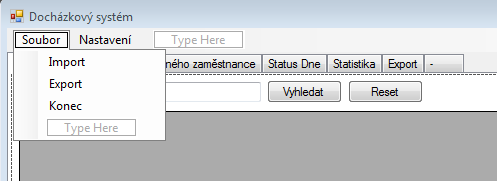 Docházkový systém
Soubor Nastavení Type Here
Import
Export
Konec
Type Here
ného zaměstnance Status Dne Statistika Export -
Vyhledat Reset